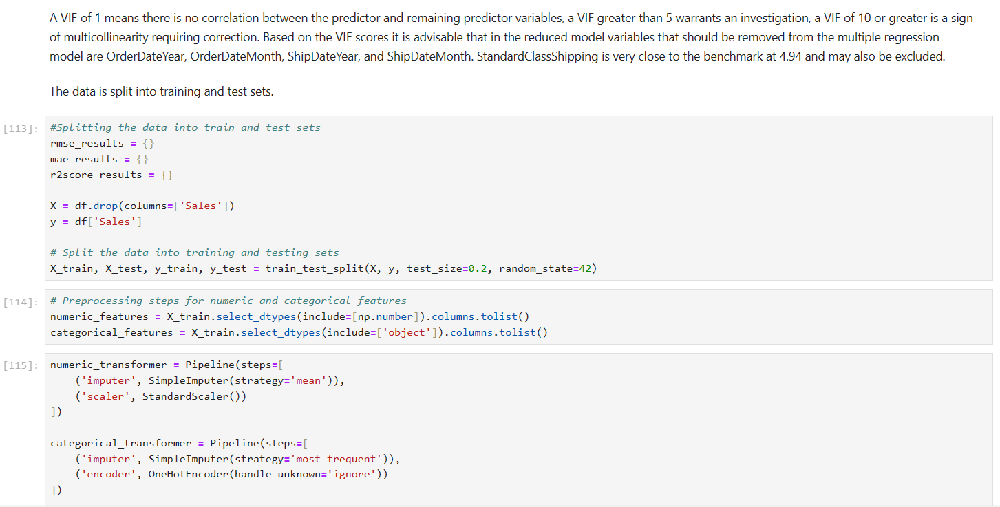 A VIF of 1 means there is no correlation between the predictor and remaining predictor variables, a VIF greater than 5 warrants an investigation, a VIF of 10 or greater is a sign
of multicollinearity requiring correction. Based on the VIF scores it is advisable that in the reduced model variables that should be removed from the multiple regression
model are OrderDateYear, OrderDateMonth, ShipDateYear, and ShipDateMonth. StandardClassShipping is very close to the benchmark at 4.94 and may also be excluded.
The data is split into training and test sets.
[113]:
#Splitting the data into train and test sets
rmse_results = {}
mae_results = {}
r2score_results = {}
X = df.drop(columns=['Sales'])
y = df['Sales']
# Split the data into training and testing sets
X_train, X_test, y_train, y_test = train_test_split(X, y, test_size=0.2, random_state=42)
[114]:
# Preprocessing steps for numeric and categorical features
numeric_features = X_train.select_dtypes(include=[np.number]).columns.tolist()
categorical_features = X_train.select_dtypes(include=['object']).columns.tolist()
[115]:
numeric_transformer = Pipeline(steps=[
    ('imputer', SimpleImputer(strategy='mean')),
    ('scaler', StandardScaler())
])
categorical_transformer = Pipeline(steps=[
    ('imputer', SimpleImputer(strategy='most_frequent')),
    ('encoder', OneHotEncoder(handle_unknown='ignore'))
])